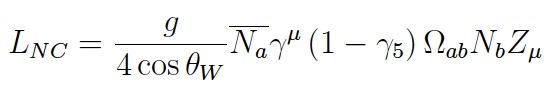 $L_{NC} = \frac{g}{4 \cos \theta_W} \overline{N_a} \gamma^{\mu} (1 - \gamma_5) \Omega_{ab} N_b Z_{\mu}$